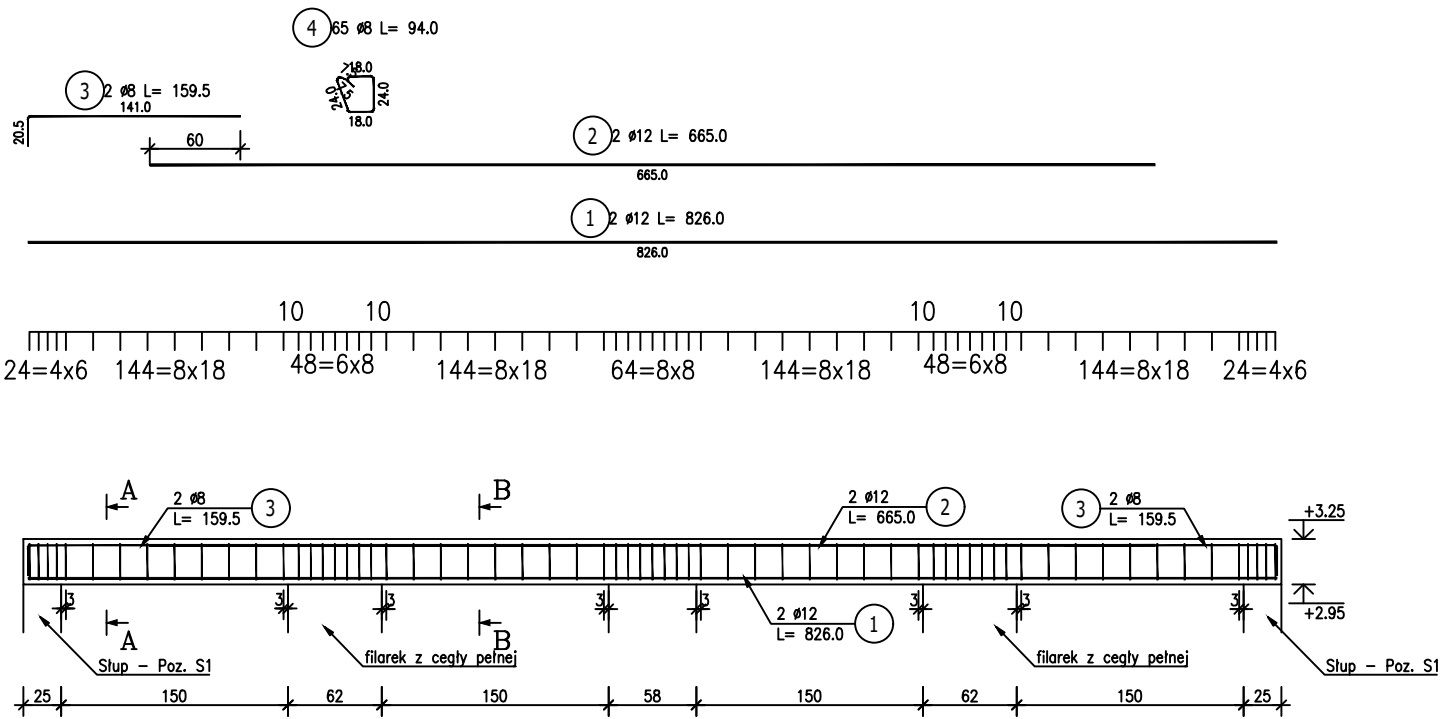 4 65 ø8 L= 94.0
7.5
18.0
24.0
7.5
24.0
18.0
3 2 ø8 L= 159.5
141.0
20.5
60
2 2 ø12 L= 665.0
665.0
1 2 ø12 L= 826.0
826.0
10 10 10 10
24=4x6 144=8x18 48=6x8 144=8x18 64=8x8 144=8x18 48=6x8 144=8x18 24=4x6
A B
2 ø8
L= 159.5 3
2 ø12
L= 665.0 2
3 2 ø8
L= 159.5
+3.25
+2.95
3 3 3 3 3 3 3 3
2 ø12
L= 826.0 1
A B
Słup – Poz. S1
filarek z cegły pełnej
filarek z cegły pełnej
Słup – Poz. S1
25 150 62 150 58 150 62 150 25